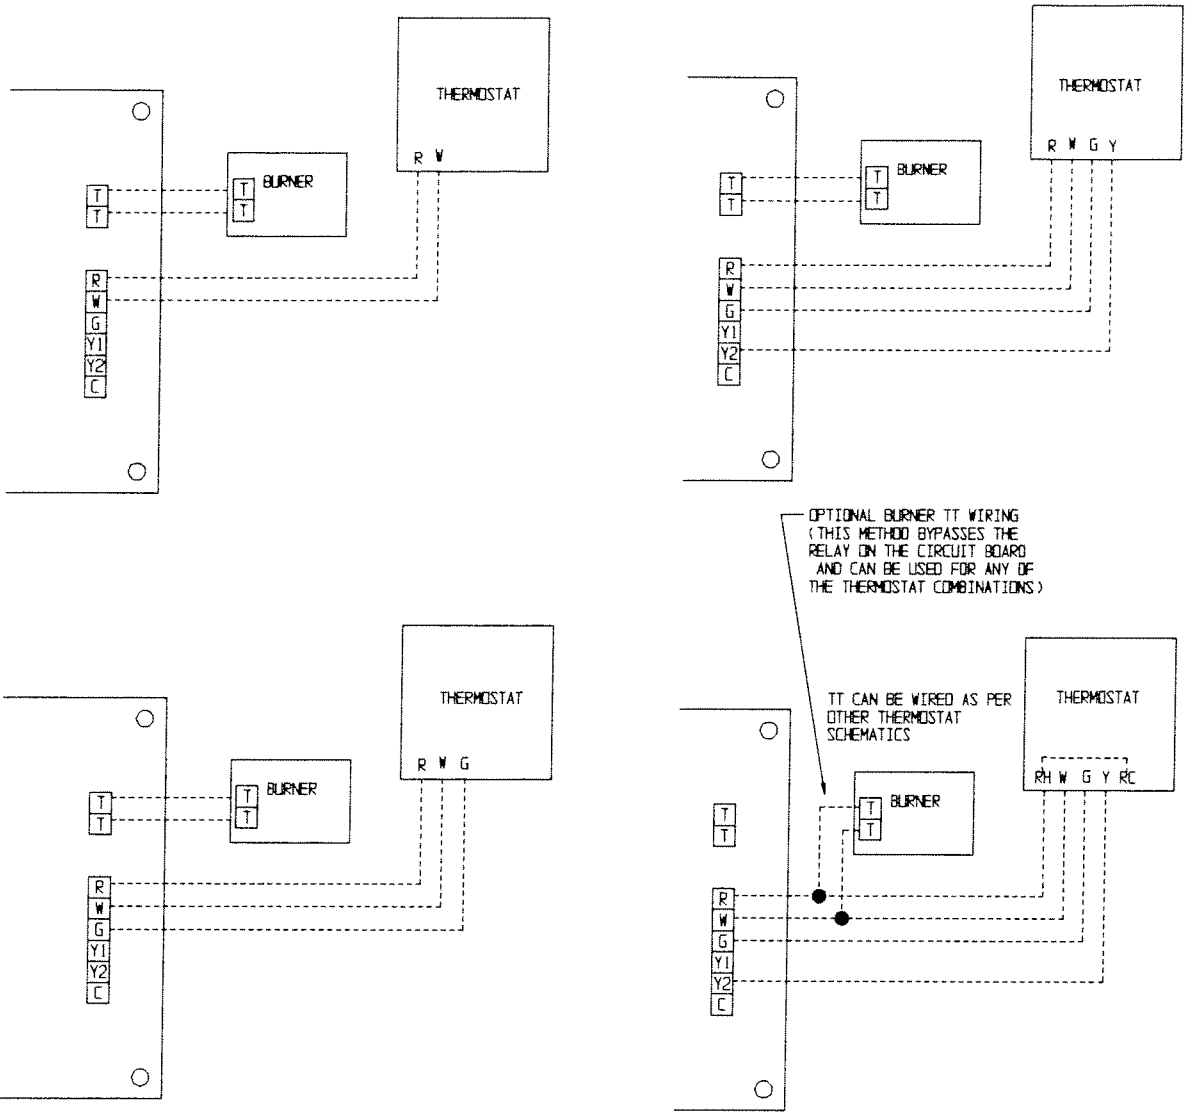 THERMOSTAT
R W
BURNER
T
T
T
T
R
W
G
Y1
Y2
C
THERMOSTAT
R W G Y
BURNER
T
T
T
T
R
W
G
Y1
Y2
C
THERMOSTAT
R W G
BURNER
T
T
T
T
R
W
G
Y1
Y2
C
OPTIONAL BURNER TT WIRING
(THIS METHOD BYPASSES THE
RELAY ON THE CIRCUIT BOARD
AND CAN BE USED FOR ANY OF
THE THERMOSTAT COMBINATIONS)
TT CAN BE WIRED AS PER
OTHER THERMOSTAT
SCHEMATICS
THERMOSTAT
RH W G Y RC
BURNER
T
T
T
T
R
W
G
Y1
Y2
C